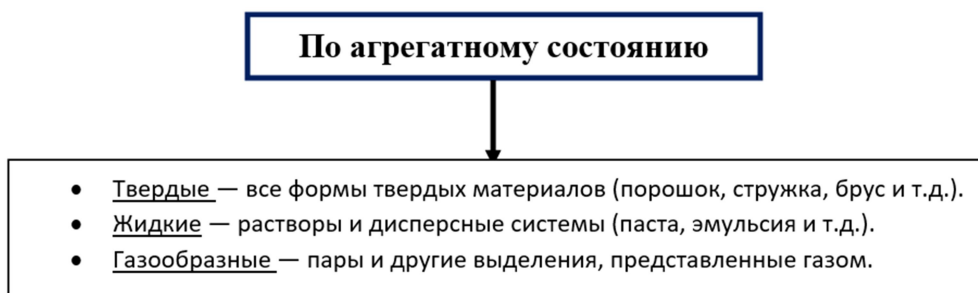 По агрегатному состоянию
• Твердые — все формы твердых материалов (порошок, стружка, брус и т.д.).
• Жидкие — растворы и дисперсные системы (паста, эмульсия и т.д.).
• Газообразные — пары и другие выделения, представленные газом.